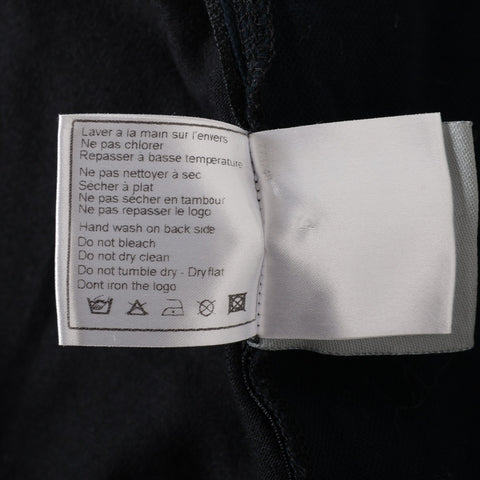 Laver à la main sur l'envers
Ne pas chlorer
Repasser à basse température
Ne pas nettoyer à sec
Sécher à plat
Ne pas sécher en tambour
Ne pas repasser le logo
Hand wash on back side
Do not bleach
Do not dry clean
Do not tumble dry - Dry flat
Dont iron the logo